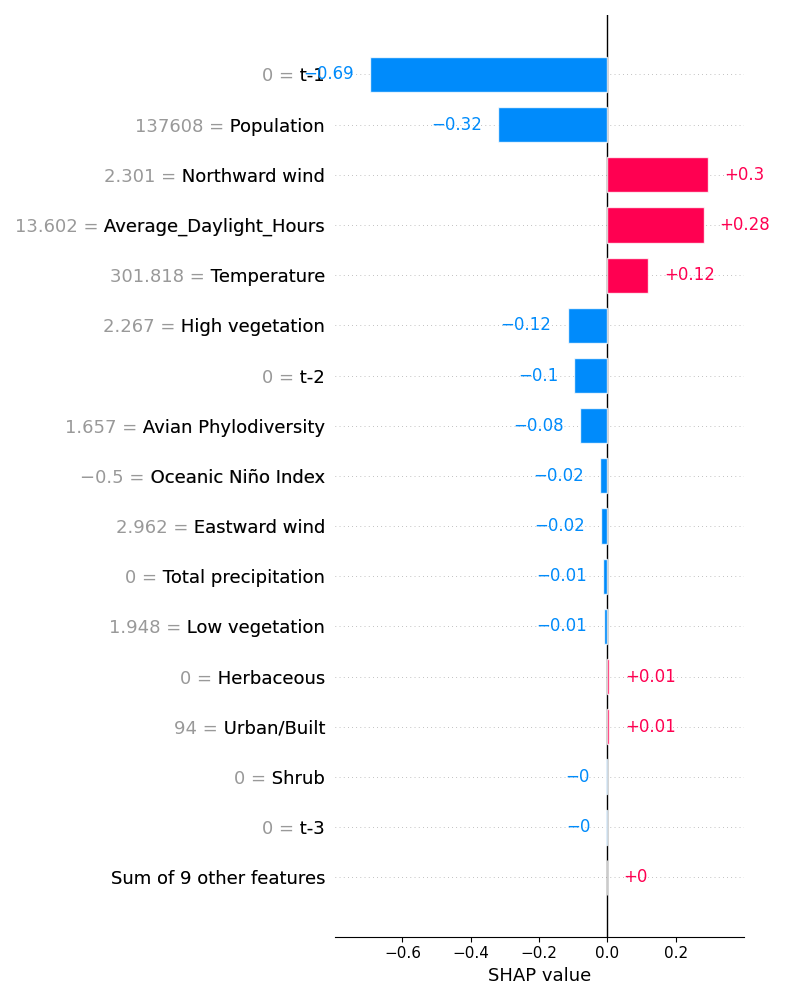 0 = t-1 −0.69
137608 = Population −0.32
2.301 = Northward wind +0.3
13.602 = Average_Daylight_Hours +0.28
301.818 = Temperature +0.12
2.267 = High vegetation −0.12
0 = t-2 −0.1
1.657 = Avian Phylodiversity −0.08
−0.5 = Oceanic Niño Index −0.02
2.962 = Eastward wind −0.02
0 = Total precipitation −0.01
1.948 = Low vegetation −0.01
0 = Herbaceous +0.01
94 = Urban/Built +0.01
0 = Shrub −0
0 = t-3 −0
Sum of 9 other features +0
−0.6 −0.4 −0.2 0.0 0.2
SHAP value